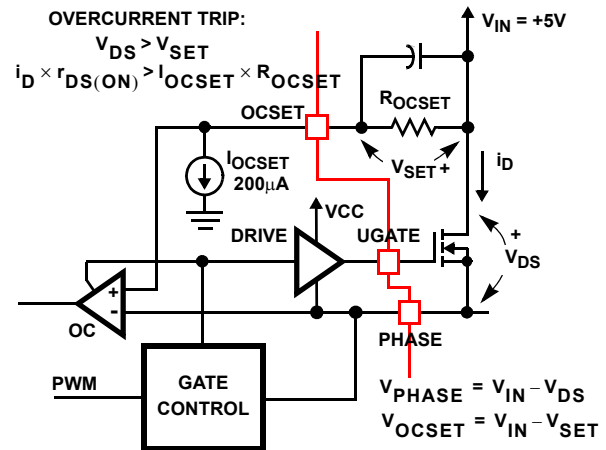 OVERCURRENT TRIP:
V_DS > V_SET
i_D × r_DS(ON) > I_OCSET × R_OCSET
V_IN = +5V
OCSET
R_OCSET
I_OCSET
200μA
V_SET +
i_D
VCC
DRIVE
UGATE
+
V_DS
-
+
-
OC
PHASE
PWM
GATE
CONTROL
V_PHASE = V_IN – V_DS
V_OCSET = V_IN – V_SET